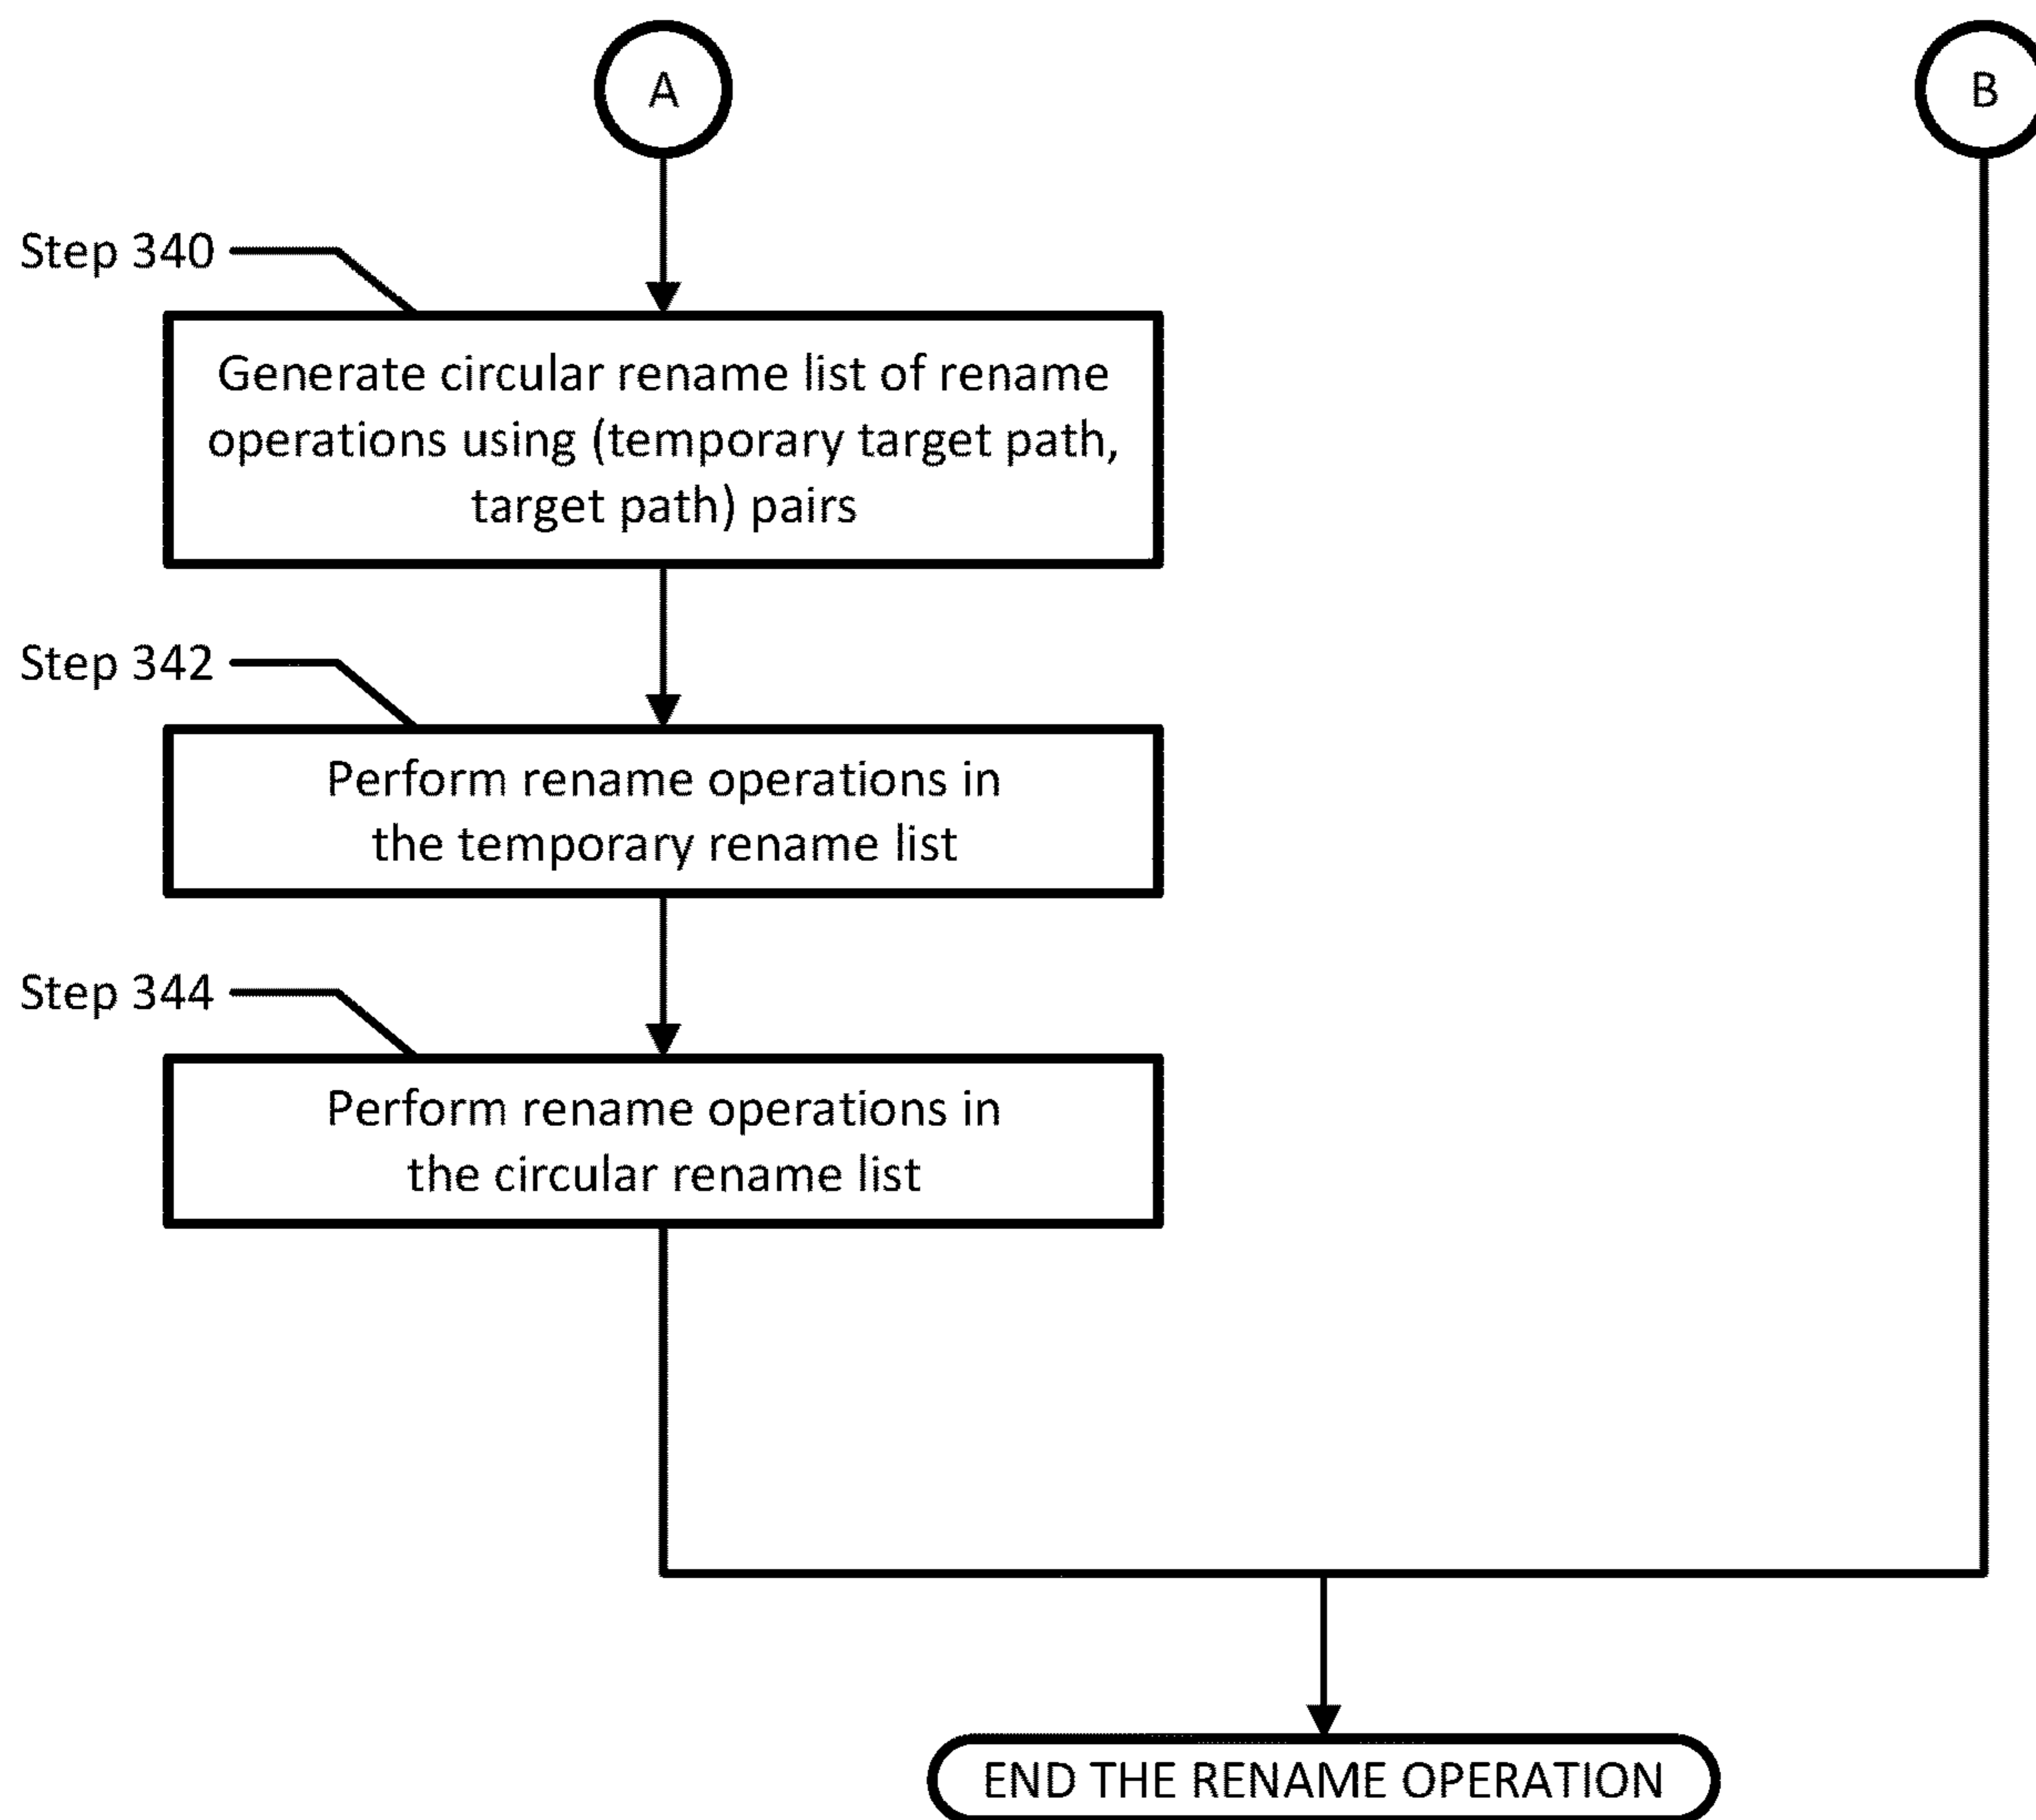 A
B
Step 340
Generate circular rename list of rename
operations using (temporary target path,
target path) pairs
Step 342
Perform rename operations in
the temporary rename list
Step 344
Perform rename operations in
the circular rename list
END THE RENAME OPERATION